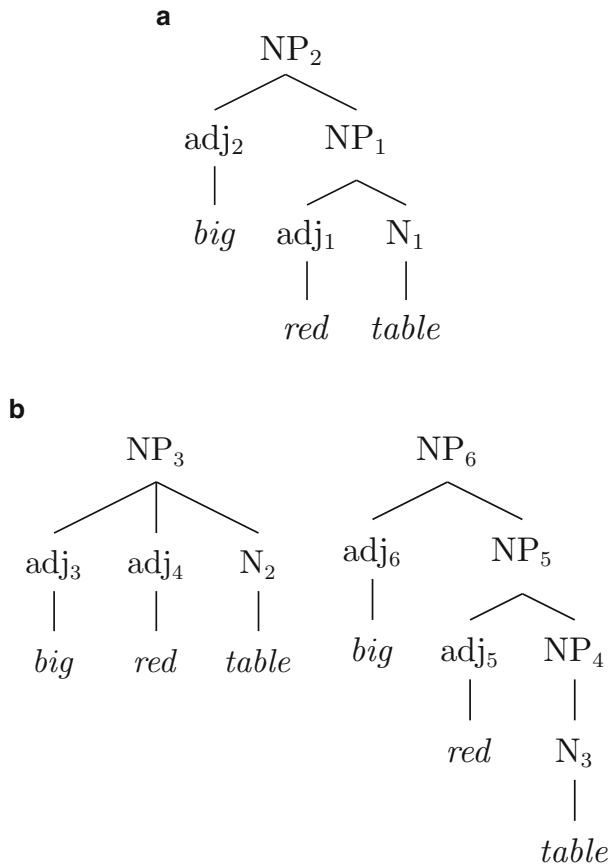 a
NP₂
adj₂ NP₁
big adj₁ N₁
red table
b
NP₃ NP₆
adj₃ adj₄ N₂ adj₆ NP₅
big red table big adj₅ NP₄
red N₃
table